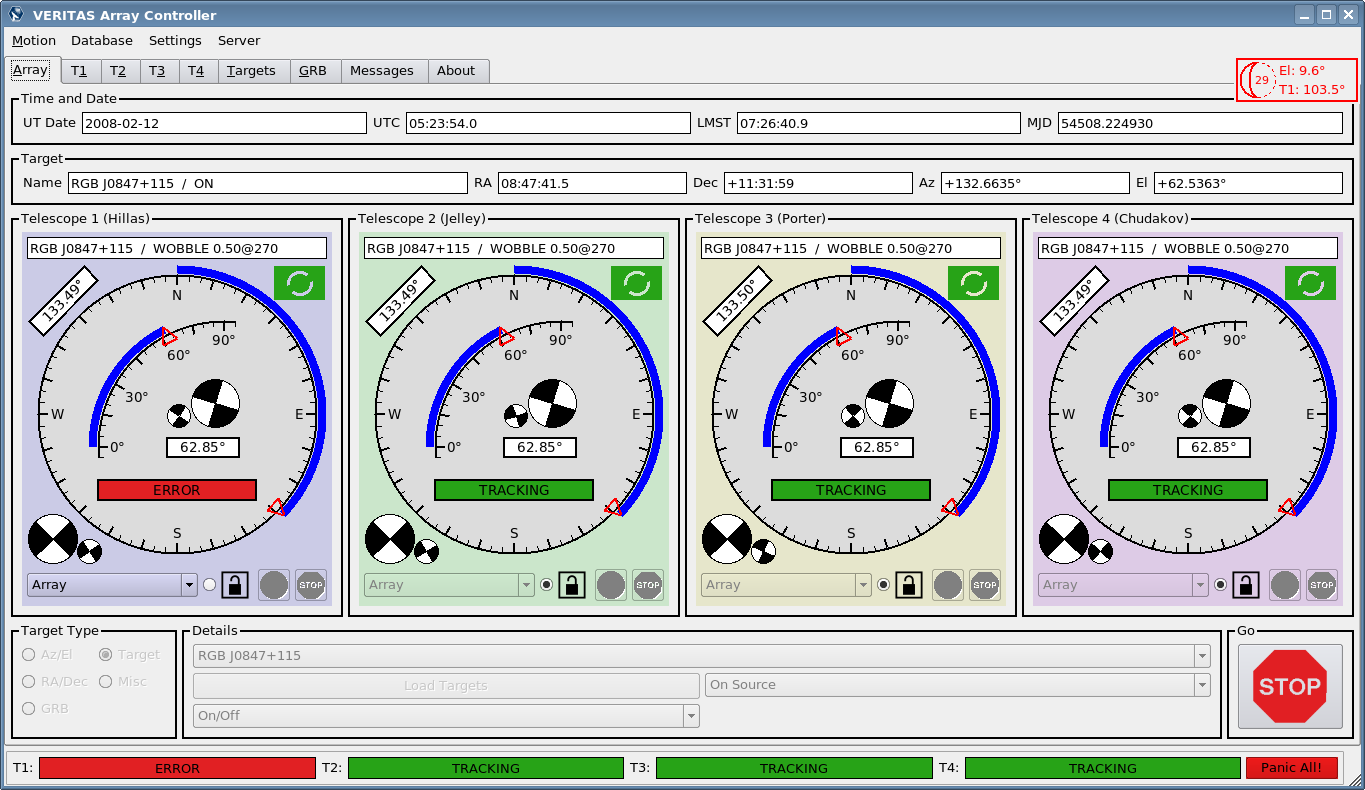 VERITAS Array Controller
Motion Database Settings Server
Array T1 T2 T3 T4 Targets GRB Messages About
29 El: 9.6°
T1: 103.5°
Time and Date
UT Date 2008-02-12 UTC 05:23:54.0 LMST 07:26:40.9 MJD 54508.224930
Target
Name RGB J0847+115 / ON RA 08:47:41.5 Dec +11:31:59 Az +132.6635° El +62.5363°
Telescope 1 (Hillas)
RGB J0847+115 / WOBBLE 0.50@270
133.49°
N
90°
60°
30°
W E
0° 62.85°
ERROR
S
Array STOP
Telescope 2 (Jelley)
RGB J0847+115 / WOBBLE 0.50@270
133.49°
N
90°
60°
30°
W E
0° 62.85°
TRACKING
S
Array STOP
Telescope 3 (Porter)
RGB J0847+115 / WOBBLE 0.50@270
133.50°
N
90°
60°
30°
W E
0° 62.85°
TRACKING
S
Array STOP
Telescope 4 (Chudakov)
RGB J0847+115 / WOBBLE 0.50@270
133.49°
N
90°
60°
30°
W E
0° 62.85°
TRACKING
S
Array STOP
Target Type
Az/El Target
RA/Dec Misc
GRB
Details
RGB J0847+115
Load Targets On Source
On/Off
Go
STOP
T1: ERROR T2: TRACKING T3: TRACKING T4: TRACKING Panic All!